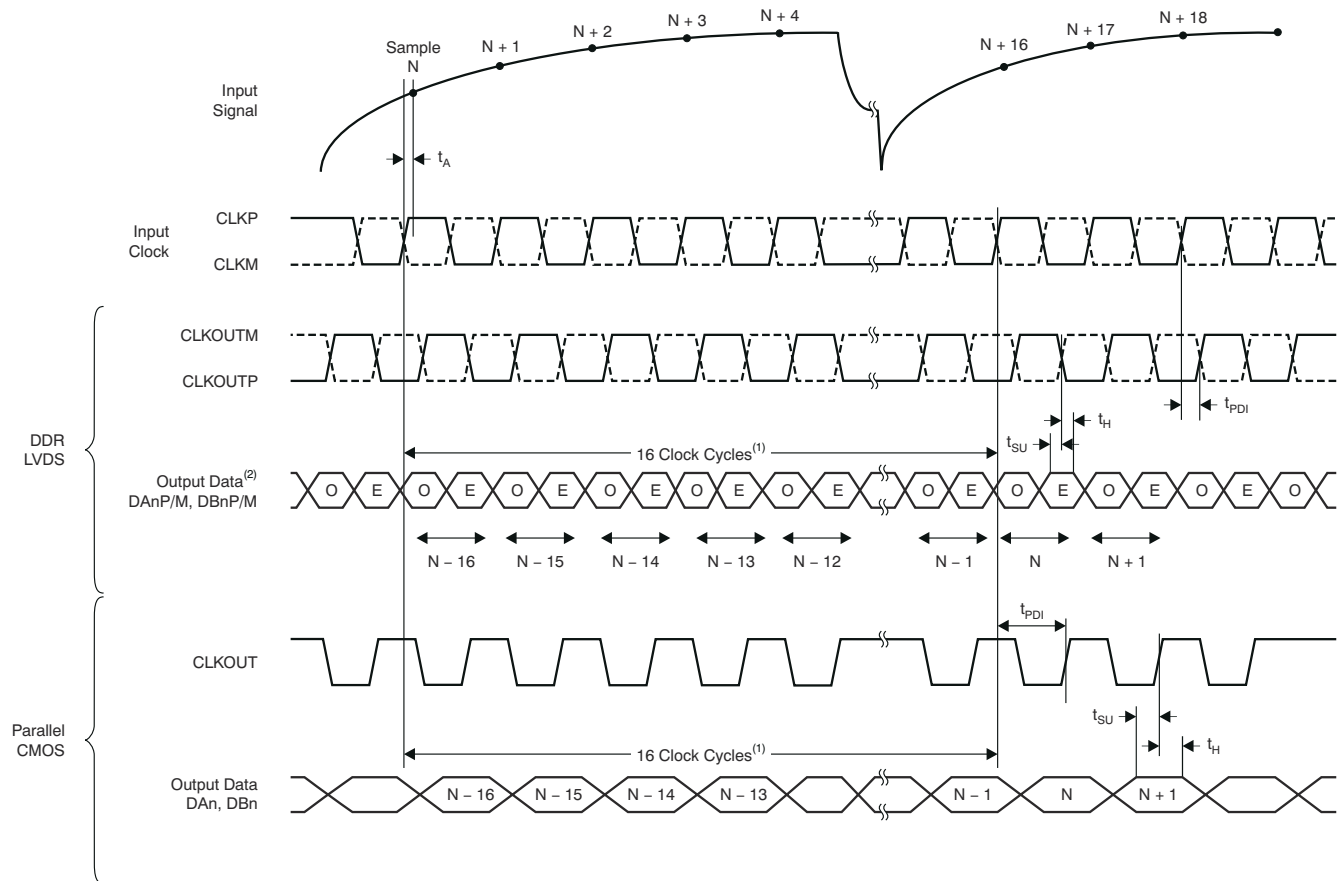 N + 1
N + 2
N + 3
N + 4
N + 16
N + 17
N + 18
Sample
N
Input
Signal
tA
CLKP
Input
Clock
CLKM
CLKOUTM
CLKOUTP
tPDI
tH
tSU
DDR
LVDS
16 Clock Cycles(1)
Output Data(2)
DAnP/M, DBnP/M
O E O E O E O E O E O E O E O E O E O E O
N – 16 N – 15 N – 14 N – 13 N – 12 N – 1 N N + 1
tPDI
CLKOUT
Parallel
CMOS
tSU
tH
16 Clock Cycles(1)
Output Data
DAn, DBn
N – 16 N – 15 N – 14 N – 13 N – 1 N N + 1